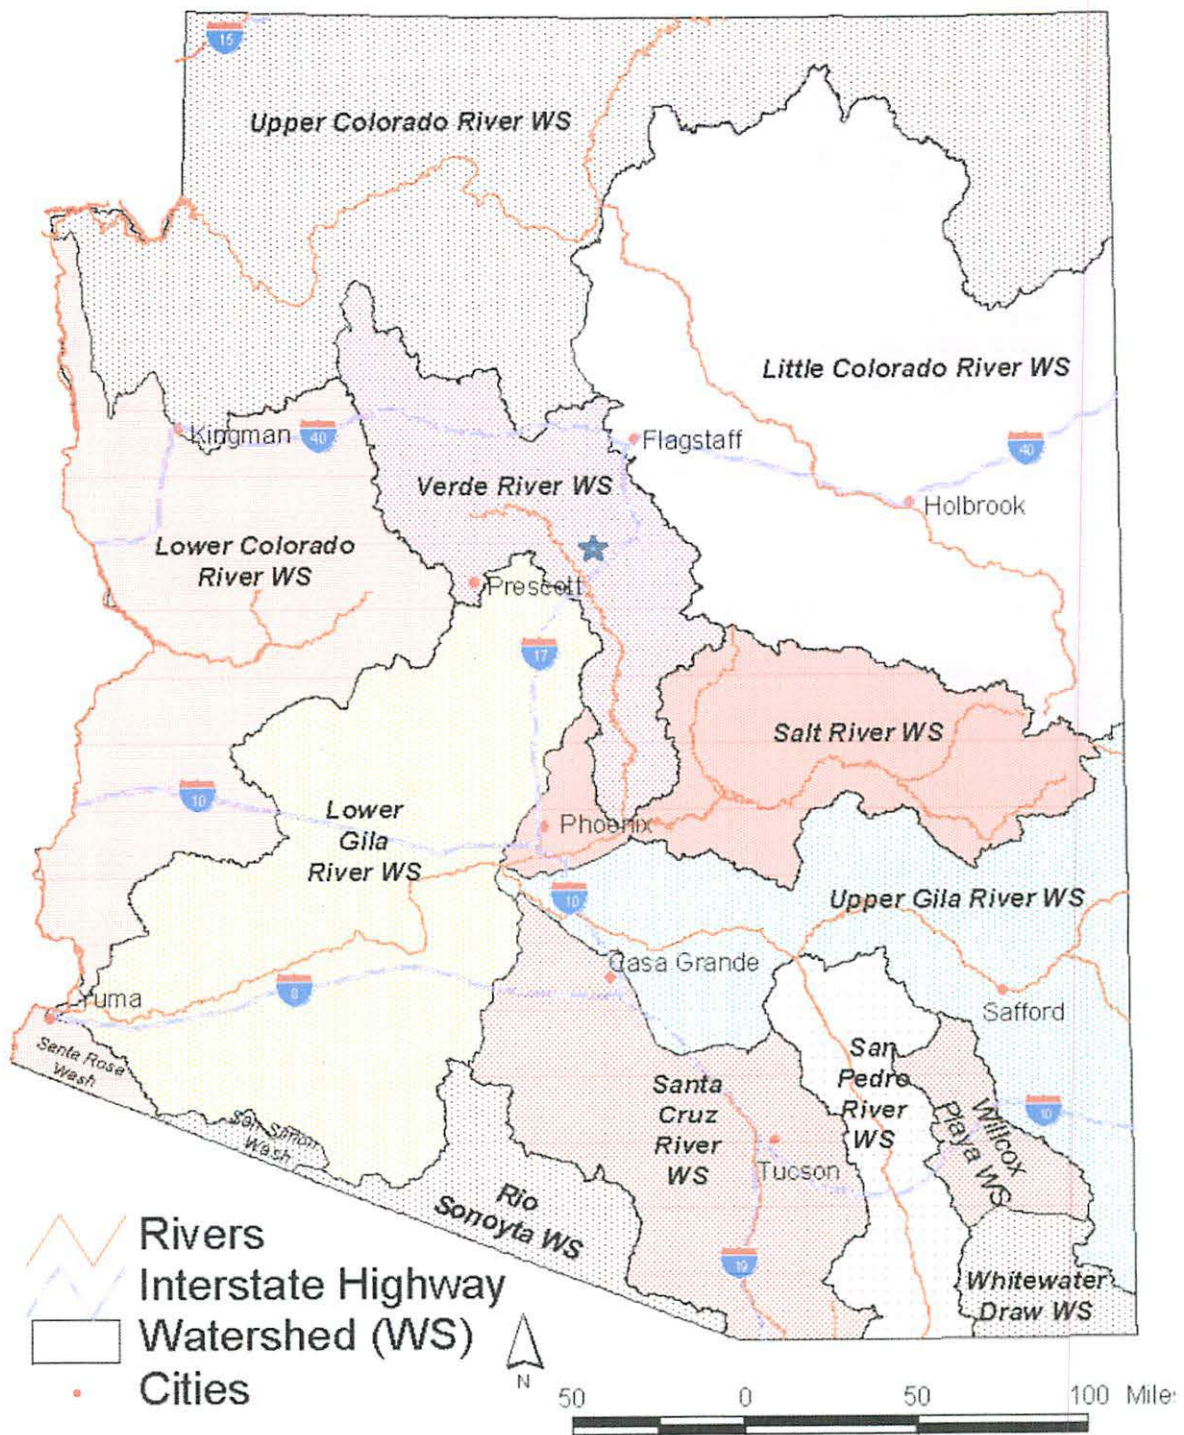 15
Upper Colorado River WS
Little Colorado River WS
Kingman
40
Flagstaff
40
Verde River WS
Holbrook
Lower Colorado
River WS
Prescott
17
Salt River WS
10
Lower
Gila
River WS
Phoenix
10
Upper Gila River WS
Casa Grande
8
Yuma
Safford
Santa Rosa
Wash
San Simon
Wash
San
Pedro
River
WS
Santa
Cruz
River
WS
Willcox
Playa WS
10
Tucson
Rio
Sonoyta WS
19
Whitewater
Draw WS
Rivers
Interstate Highway
Watershed (WS)
Cities
N
50 0 50 100 Miles